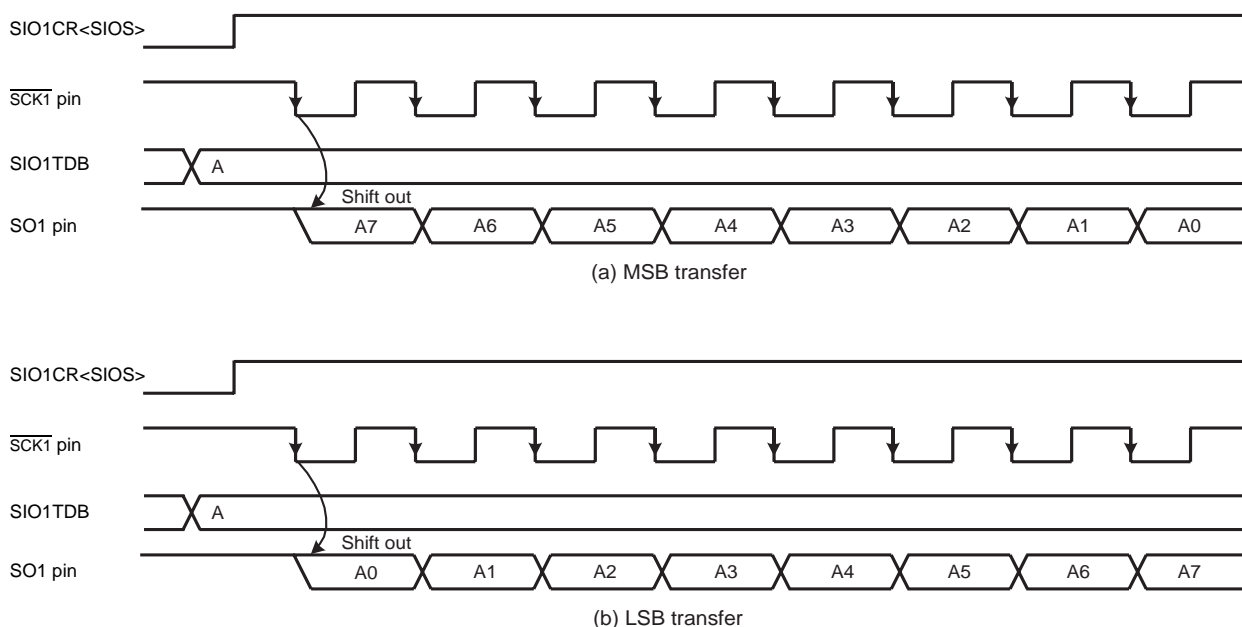 SIO1CR<SIOS>
SCK1 pin
SIO1TDB
A
Shift out
SO1 pin
A7 A6 A5 A4 A3 A2 A1 A0
(a) MSB transfer
SIO1CR<SIOS>
SCK1 pin
SIO1TDB
A
Shift out
SO1 pin
A0 A1 A2 A3 A4 A5 A6 A7
(b) LSB transfer